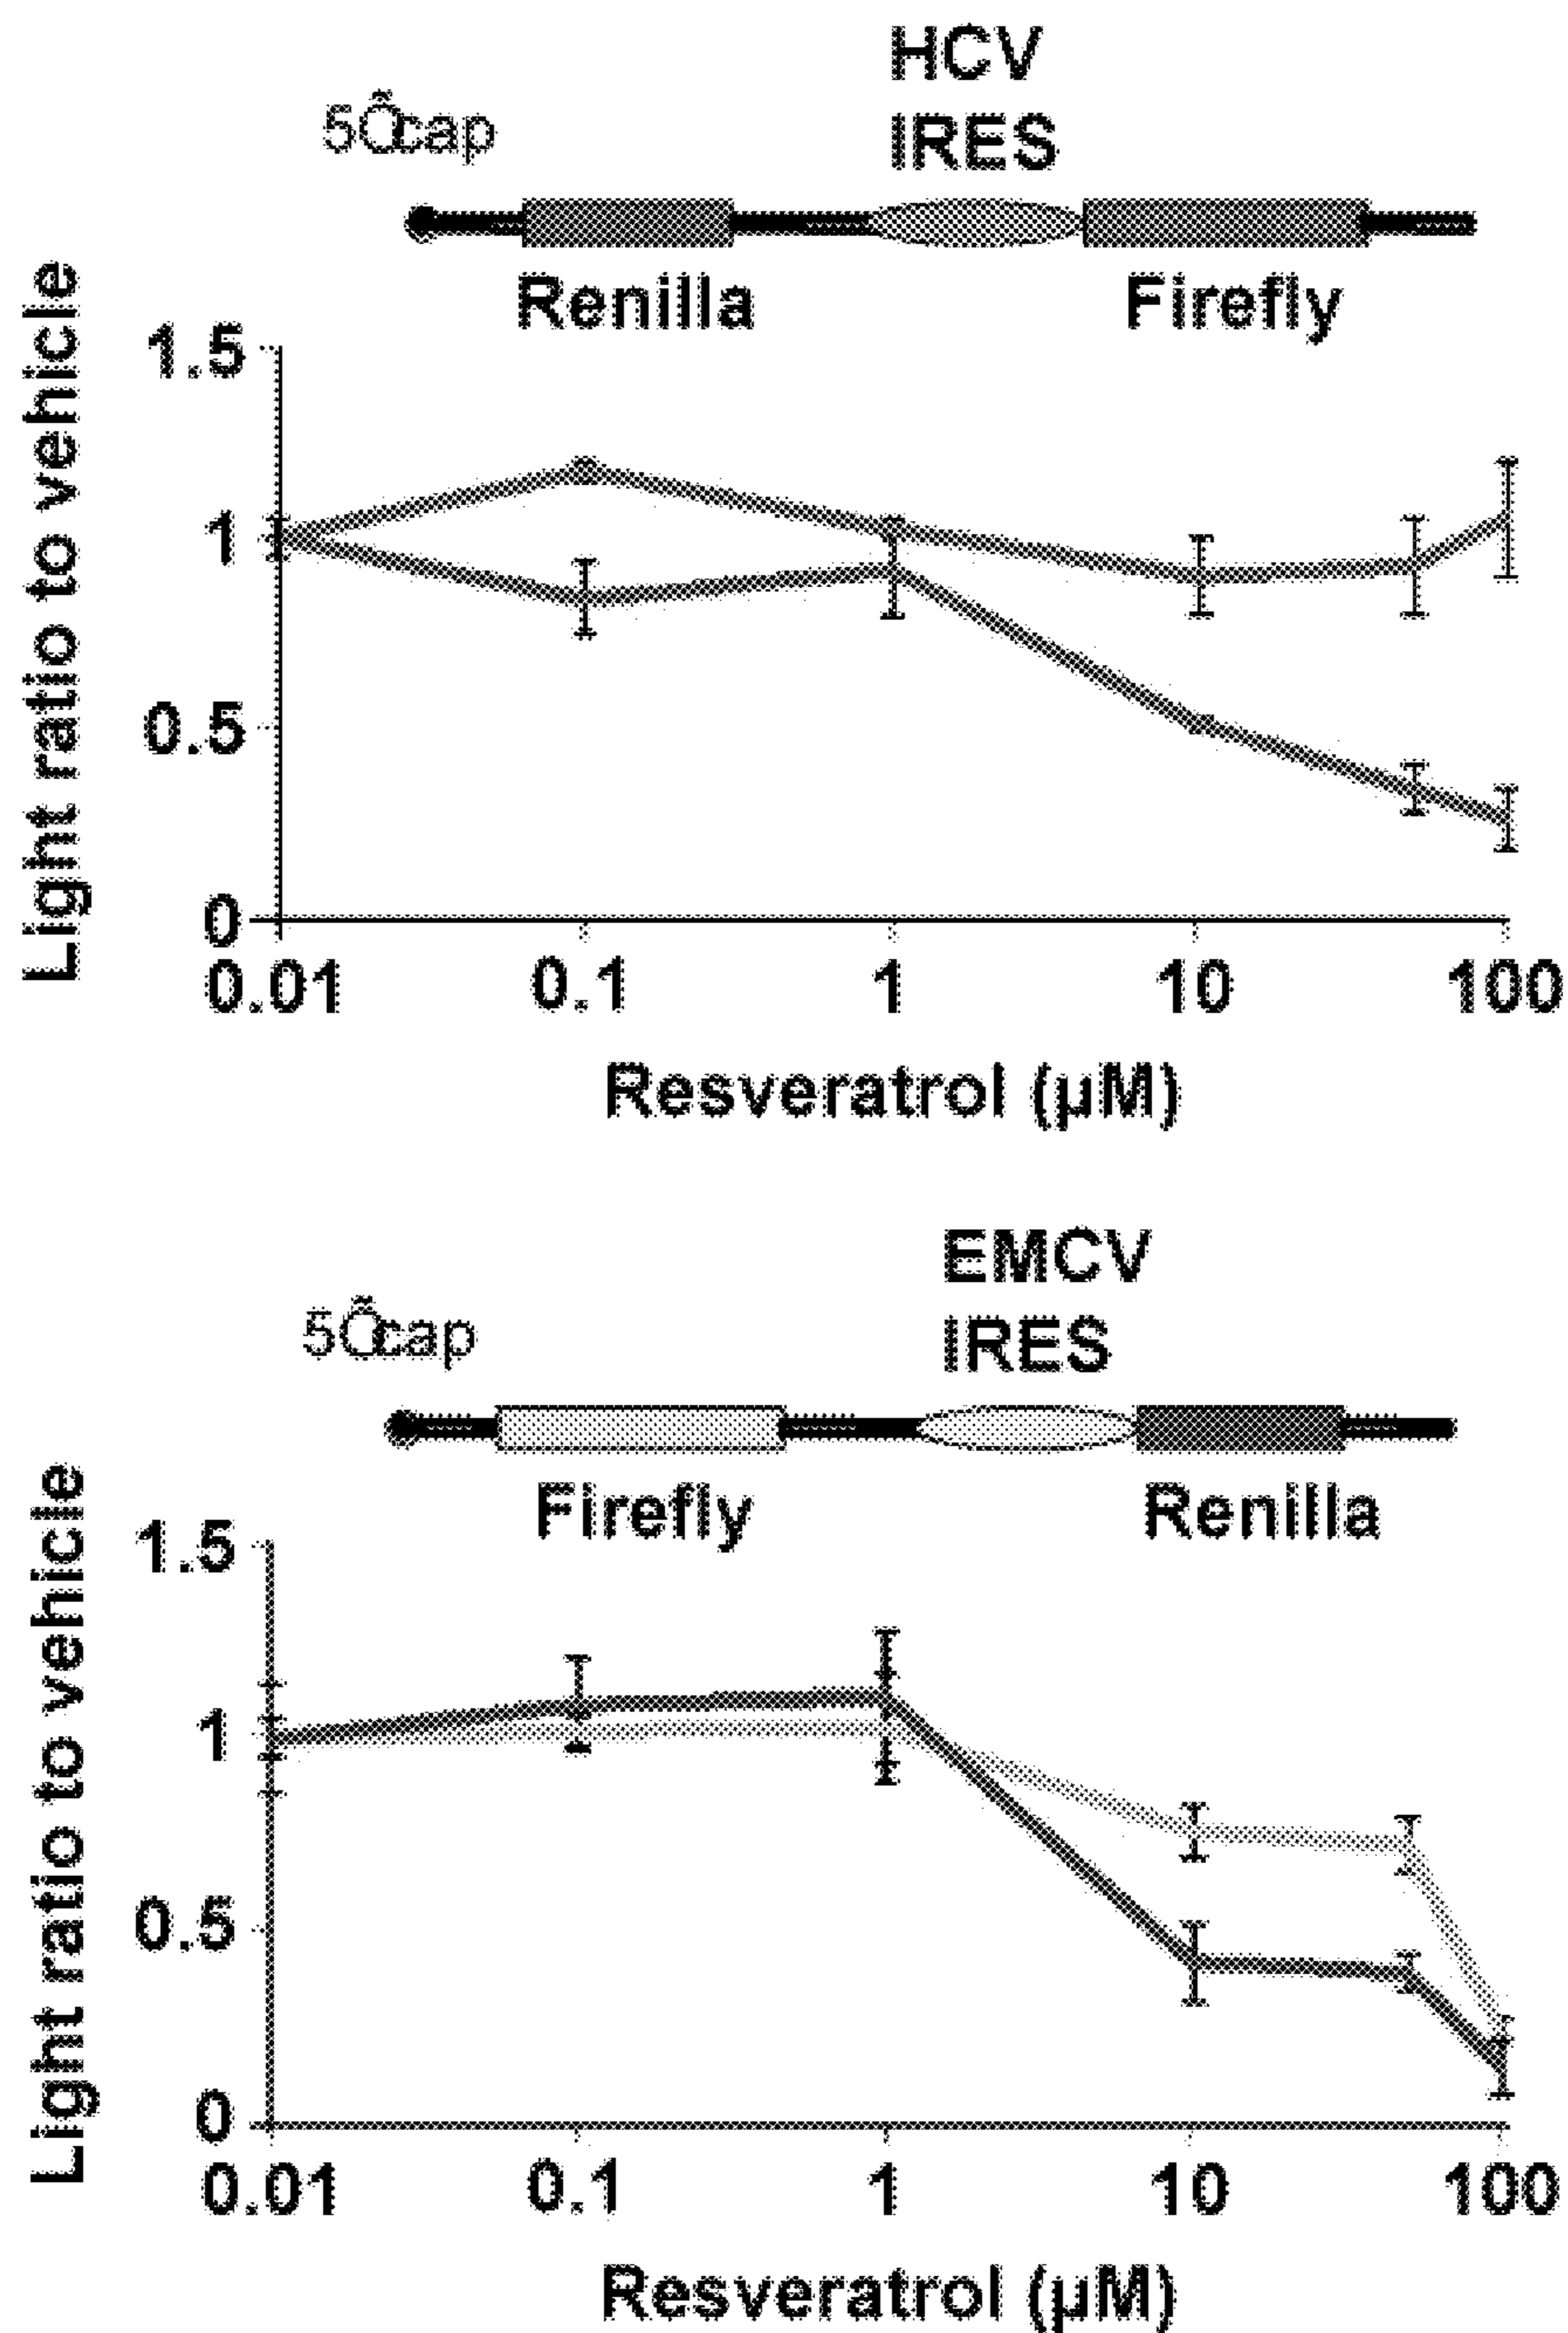 HCV
5Õcap
IRES
Renilla
Firefly
Light ratio to vehicle
1.5
1
0.5
0
0.01
0.1
1
10
100
Resveratrol (µM)
EMCV
5Õcap
IRES
Firefly
Renilla
Light ratio to vehicle
1.5
1
0.5
0
0.01
0.1
1
10
100
Resveratrol (µM)